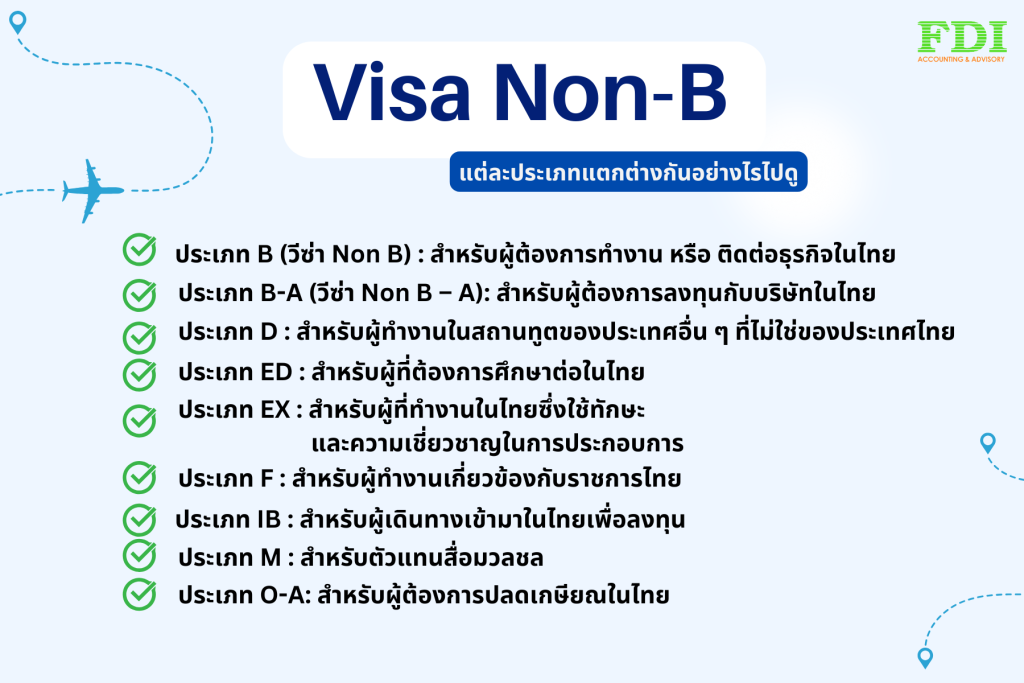 FDI
ACCOUNTING & ADVISORY
Visa Non-B
แต่ละประเภทแตกต่างกันอย่างไรไปดู
ประเภท B (วีซ่า Non B) : สำหรับผู้ต้องการทำงาน หรือ ติดต่อธุรกิจในไทย
ประเภท B-A (วีซ่า Non B – A): สำหรับผู้ต้องการลงทุนกับบริษัทในไทย
ประเภท D : สำหรับผู้ทำงานในสถานทูตของประเทศอื่น ๆ ที่ไม่ใช่ของประเทศไทย
ประเภท ED : สำหรับผู้ที่ต้องการศึกษาต่อในไทย
ประเภท EX : สำหรับผู้ที่ทำงานในไทยซึ่งใช้ทักษะ
และความเชี่ยวชาญในการประกอบการ
ประเภท F : สำหรับผู้ทำงานเกี่ยวข้องกับราชการไทย
ประเภท IB : สำหรับผู้เดินทางเข้ามาในไทยเพื่อลงทุน
ประเภท M : สำหรับตัวแทนสื่อมวลชล
ประเภท O-A: สำหรับผู้ต้องการปลดเกษียณในไทย